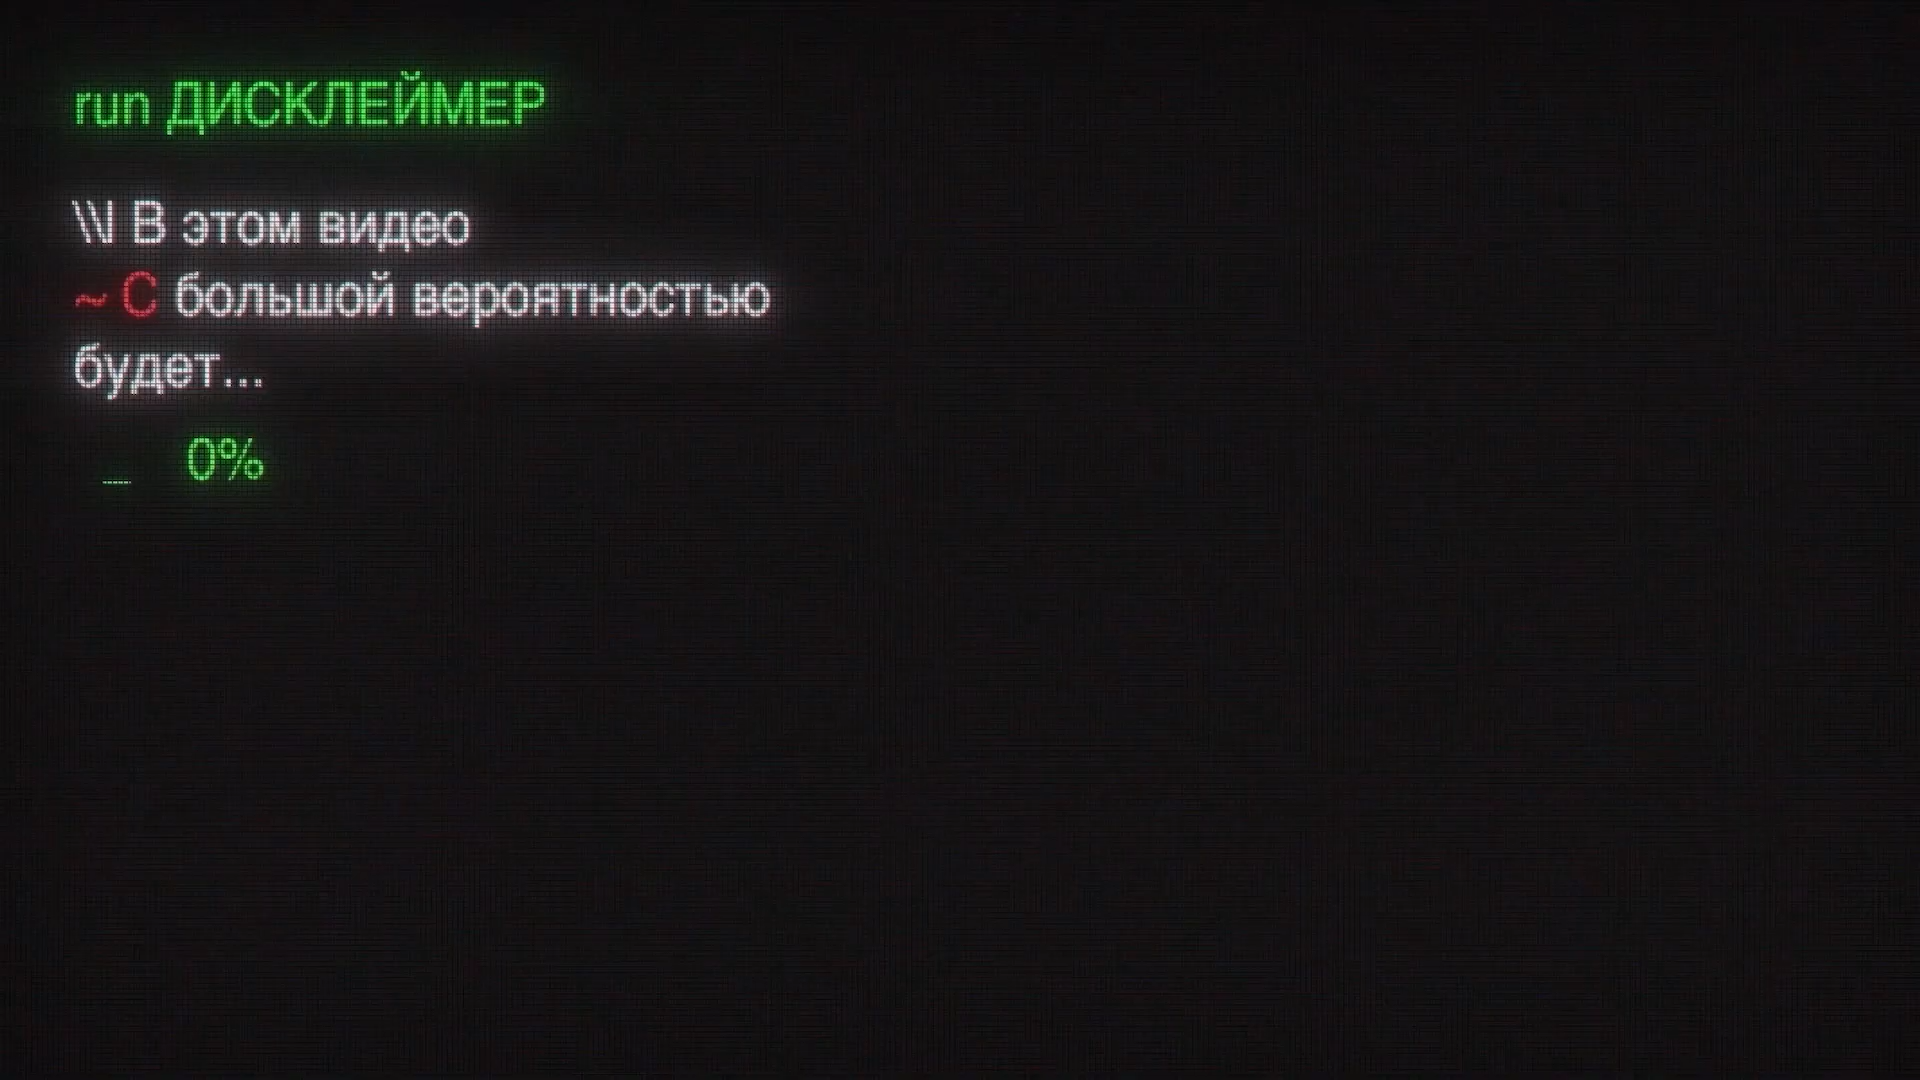 run ДИСКЛЕЙМЕР
\\| В этом видео
~ С большой вероятностью
будет...
_ 0%